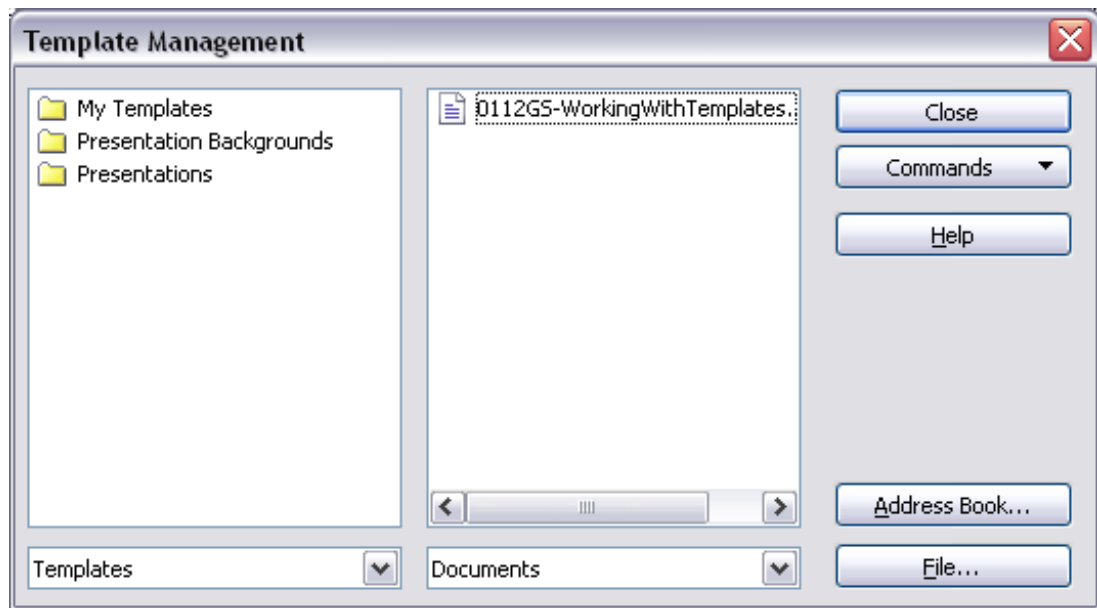 Template Management
My Templates
Presentation Backgrounds
Presentations
0112GS-WorkingWithTemplates.
Close
Commands
Help
Address Book...
File...
Templates
Documents